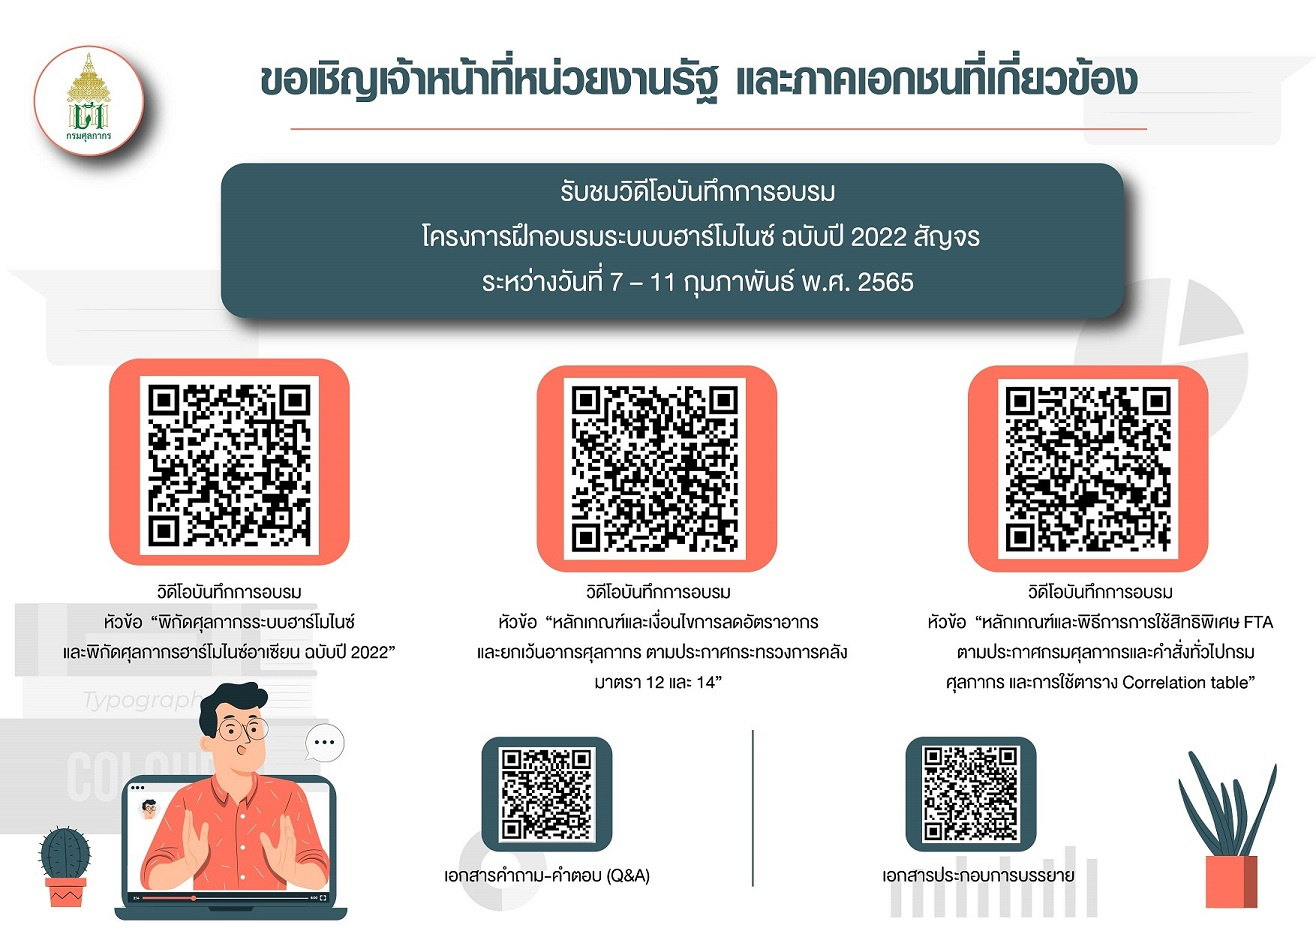 กรมศุลกากร
ขอเชิญเจ้าหน้าที่หน่วยงานรัฐ และภาคเอกชนที่เกี่ยวข้อง
รับชมวิดีโอบันทึกการอบรม
โครงการฝึกอบรมระบบบฮาร์โมไนซ์ ฉบับปี 2022 สัญจร
ระหว่างวันที่ 7 – 11 กุมภาพันธ์ พ.ศ. 2565
วิดีโอบันทึกการอบรม
หัวข้อ “พิกัดศุลกากรระบบฮาร์โมไนซ์
และพิกัดศุลกากรฮาร์โมไนซ์อาเซียน ฉบับปี 2022”
วิดีโอบันทึกการอบรม
หัวข้อ “หลักเกณฑ์และเงื่อนไขการลดอัตราอากร
และยกเว้นอากรศุลกากร ตามประกาศกระทรวงการคลัง
มาตรา 12 และ 14”
วิดีโอบันทึกการอบรม
หัวข้อ “หลักเกณฑ์และพิธีการการใช้สิทธิพิเศษ FTA
ตามประกาศกรมศุลกากรและคำสั่งทั่วไปกรม
ศุลกากร และการใช้ตาราง Correlation table”
Typograph
COLOU
เอกสารคำถาม-คำตอบ (Q&A)
เอกสารประกอบการบรรยาย